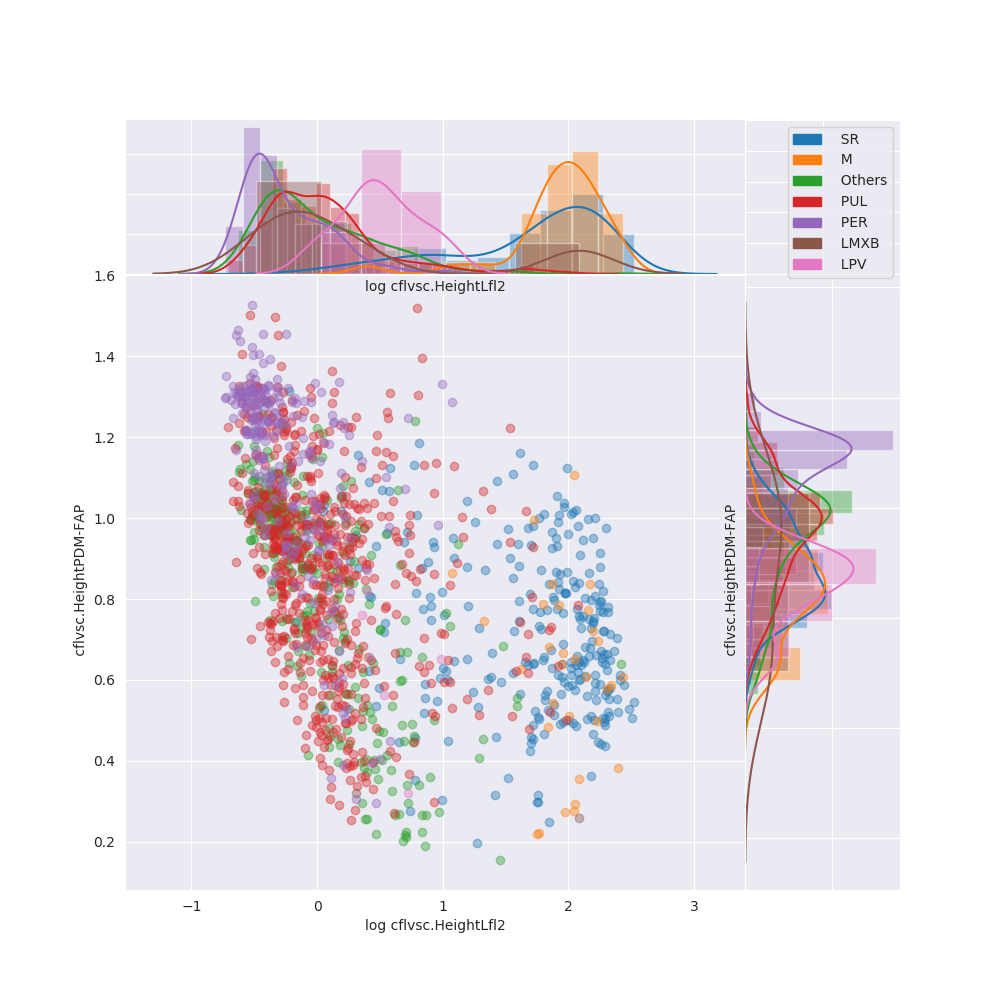 SR
M
Others
PUL
PER
LMXB
LPV
log cflvsc.HeightLfl2
1.6
1.4
1.2
1.0
0.8
0.6
0.4
0.2
cflvsc.HeightPDM-FAP
cflvsc.HeightPDM-FAP
−1
0
1
2
3
log cflvsc.HeightLfl2